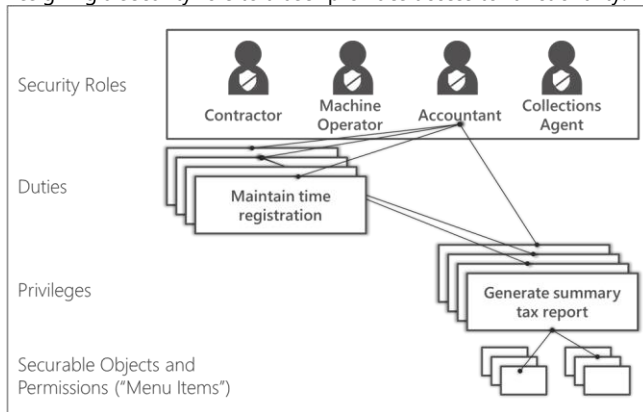 Security Roles
Contractor
Machine
Operator
Accountant
Collections
Agent
Duties
Maintain time
registration
Privileges
Generate summary
tax report
Securable Objects and
Permissions ("Menu Items")